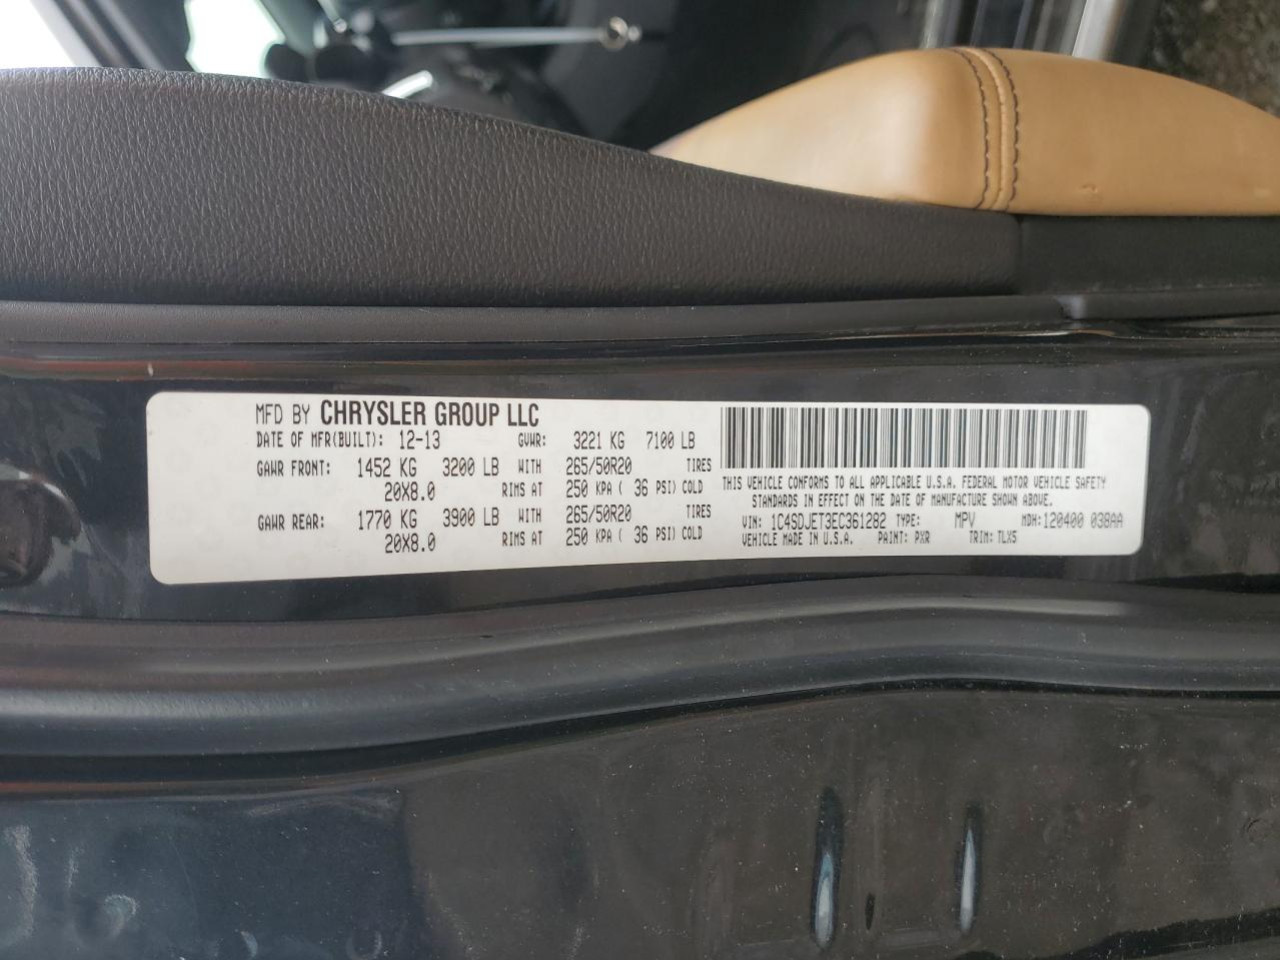 MFD BY CHRYSLER GROUP LLC
DATE OF MFR(BUILT): 12-13 GVWR: 3221 KG 7100 LB
GAWR FRONT: 1452 KG 3200 LB WITH 265/50R20 TIRES
20X8.0 RIMS AT 250 KPA ( 36 PSI) COLD
GAWR REAR: 1770 KG 3900 LB WITH 265/50R20 TIRES
20X8.0 RIMS AT 250 KPA ( 36 PSI) COLD
THIS VEHICLE CONFORMS TO ALL APPLICABLE U.S.A. FEDERAL MOTOR VEHICLE SAFETY
STANDARDS IN EFFECT ON THE DATE OF MANUFACTURE SHOWN ABOVE.
VIN: 1C4SDJET3EC361282 TYPE: MPV MDH: 120400 038AA
VEHICLE MADE IN U.S.A. PAINT: PXR TRIM: TLX5